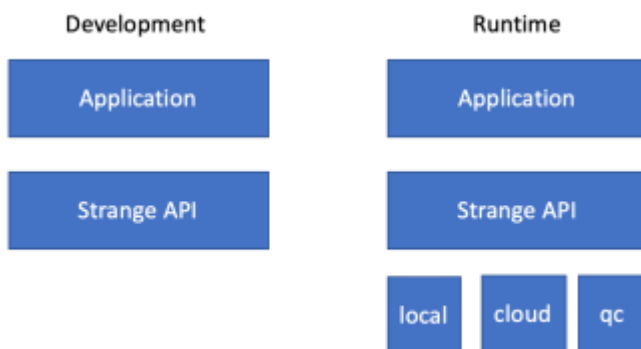 Development
Runtime
Application
Application
Strange API
Strange API
local
cloud
qc